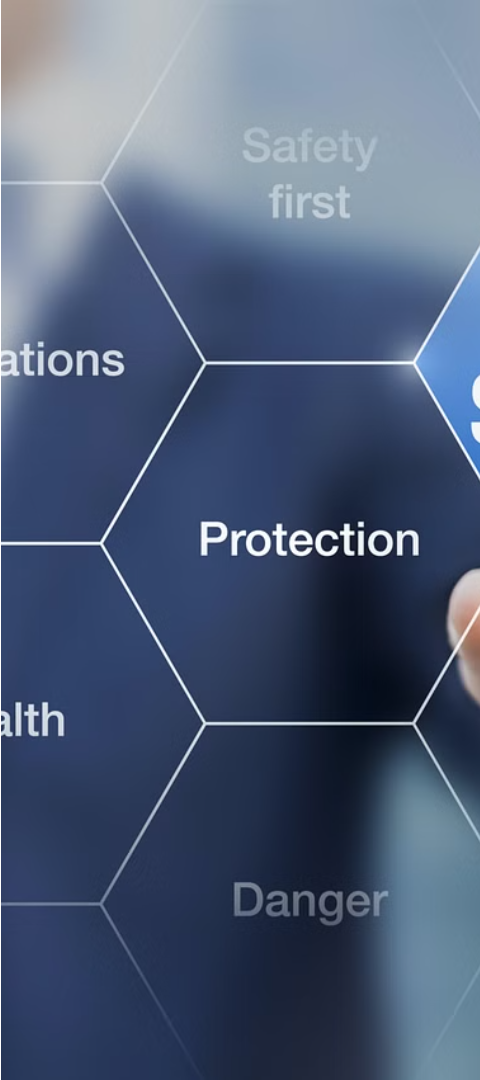 Safety
first
ations
Protection
alth
Danger